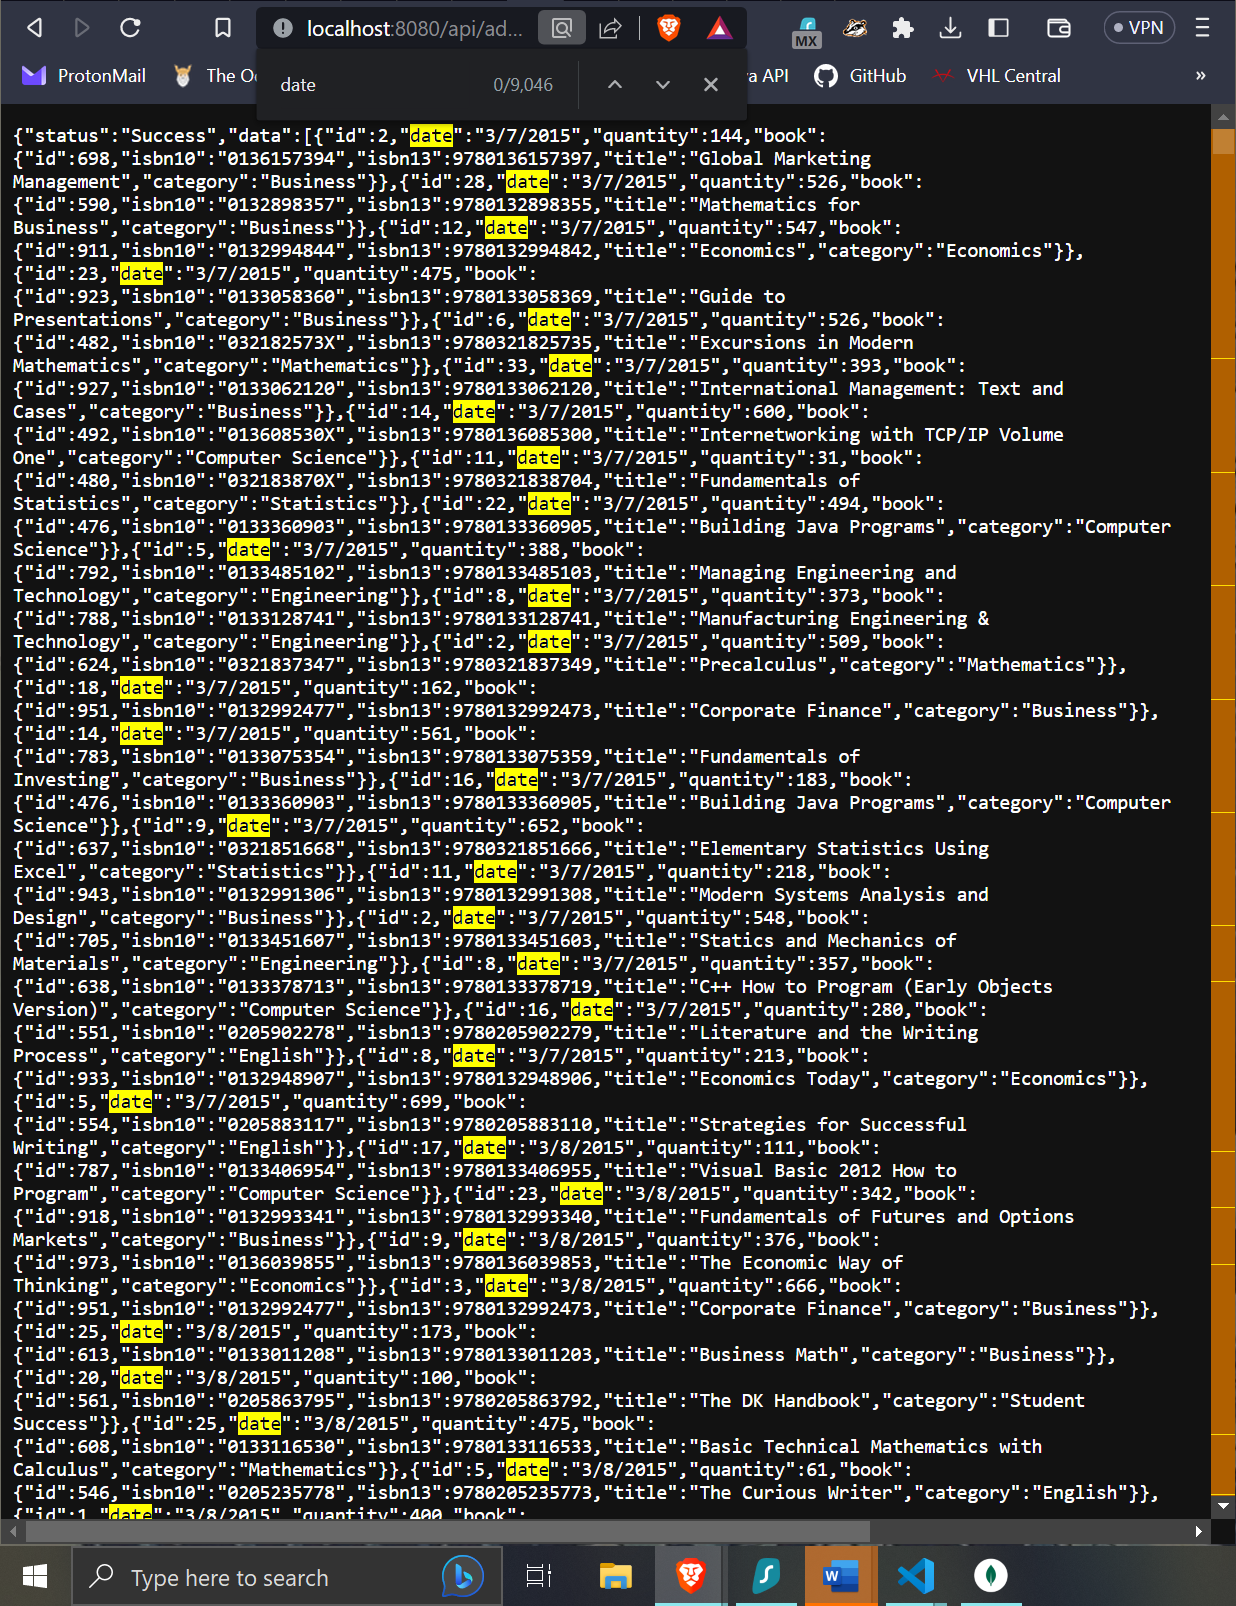 localhost:8080/api/ad...
MX
VPN
ProtonMail
date
0/9,046
API
GitHub
VHL Central
»
{"status":"Success","data":[{"id":2,"date":"3/7/2015","quantity":144,"book":
{"id":698,"isbn10":"0136157394","isbn13":9780136157397,"title":"Global Marketing
Management","category":"Business"}},{"id":28,"date":"3/7/2015","quantity":526,"book":
{"id":590,"isbn10":"0132898357","isbn13":9780132898355,"title":"Mathematics for
Business","category":"Business"}},{"id":12,"date":"3/7/2015","quantity":547,"book":
{"id":911,"isbn10":"0132994844","isbn13":9780132994842,"title":"Economics","category":"Economics"}},
{"id":23,"date":"3/7/2015","quantity":475,"book":
{"id":923,"isbn10":"0133058360","isbn13":9780133058369,"title":"Guide to
Presentations","category":"Business"}},{"id":6,"date":"3/7/2015","quantity":526,"book":
{"id":482,"isbn10":"032182573X","isbn13":9780321825735,"title":"Excursions in Modern
Mathematics","category":"Mathematics"}},{"id":33,"date":"3/7/2015","quantity":393,"book":
{"id":927,"isbn10":"0133062120","isbn13":9780133062120,"title":"International Management: Text and
Cases","category":"Business"}},{"id":14,"date":"3/7/2015","quantity":600,"book":
{"id":492,"isbn10":"013608530X","isbn13":9780136085300,"title":"Internetworking with TCP/IP Volume
One","category":"Computer Science"}},{"id":11,"date":"3/7/2015","quantity":31,"book":
{"id":480,"isbn10":"032183870X","isbn13":9780321838704,"title":"Fundamentals of
Statistics","category":"Statistics"}},{"id":22,"date":"3/7/2015","quantity":494,"book":
{"id":476,"isbn10":"0133360903","isbn13":9780133360905,"title":"Building Java Programs","category":"Computer
Science"}},{"id":5,"date":"3/7/2015","quantity":388,"book":
{"id":792,"isbn10":"0133485102","isbn13":9780133485103,"title":"Managing Engineering and
Technology","category":"Engineering"}},{"id":8,"date":"3/7/2015","quantity":373,"book":
{"id":788,"isbn10":"0133128741","isbn13":9780133128741,"title":"Manufacturing Engineering &
Technology","category":"Engineering"}},{"id":2,"date":"3/7/2015","quantity":509,"book":
{"id":624,"isbn10":"0321837347","isbn13":9780321837349,"title":"Precalculus","category":"Mathematics"}},
{"id":18,"date":"3/7/2015","quantity":162,"book":
{"id":951,"isbn10":"0132992477","isbn13":9780132992473,"title":"Corporate Finance","category":"Business"}},
{"id":14,"date":"3/7/2015","quantity":561,"book":
{"id":783,"isbn10":"0133075354","isbn13":9780133075359,"title":"Fundamentals of
Investing","category":"Business"}},{"id":16,"date":"3/7/2015","quantity":183,"book":
{"id":476,"isbn10":"0133360903","isbn13":9780133360905,"title":"Building Java Programs","category":"Computer
Science"}},{"id":9,"date":"3/7/2015","quantity":652,"book":
{"id":637,"isbn10":"0321851668","isbn13":9780321851666,"title":"Elementary Statistics Using
Excel","category":"Statistics"}},{"id":11,"date":"3/7/2015","quantity":218,"book":
{"id":943,"isbn10":"0132991306","isbn13":9780132991308,"title":"Modern Systems Analysis and
Design","category":"Business"}},{"id":2,"date":"3/7/2015","quantity":548,"book":
{"id":705,"isbn10":"0133451607","isbn13":9780133451603,"title":"Statics and Mechanics of
Materials","category":"Engineering"}},{"id":8,"date":"3/7/2015","quantity":357,"book":
{"id":638,"isbn10":"0133378713","isbn13":9780133378719,"title":"C++ How to Program (Early Objects
Version)","category":"Computer Science"}},{"id":16,"date":"3/7/2015","quantity":280,"book":
{"id":551,"isbn10":"0205902278","isbn13":9780205902279,"title":"Literature and the Writing
Process","category":"English"}},{"id":8,"date":"3/7/2015","quantity":213,"book":
{"id":933,"isbn10":"0132948907","isbn13":9780132948906,"title":"Economics Today","category":"Economics"}},
{"id":5,"date":"3/7/2015","quantity":699,"book":
{"id":554,"isbn10":"0205883117","isbn13":9780205883110,"title":"Strategies for Successful
Writing","category":"English"}},{"id":17,"date":"3/8/2015","quantity":111,"book":
{"id":787,"isbn10":"0133406954","isbn13":9780133406955,"title":"Visual Basic 2012 How to
Program","category":"Computer Science"}},{"id":23,"date":"3/8/2015","quantity":342,"book":
{"id":918,"isbn10":"0132993341","isbn13":9780132993340,"title":"Fundamentals of Futures and Options
Markets","category":"Business"}},{"id":9,"date":"3/8/2015","quantity":376,"book":
{"id":973,"isbn10":"0136039855","isbn13":9780136039853,"title":"The Economic Way of
Thinking","category":"Economics"}},{"id":3,"date":"3/8/2015","quantity":666,"book":
{"id":951,"isbn10":"0132992477","isbn13":9780132992473,"title":"Corporate Finance","category":"Business"}},
{"id":25,"date":"3/8/2015","quantity":173,"book":
{"id":613,"isbn10":"0133011208","isbn13":9780133011203,"title":"Business Math","category":"Business"}},
{"id":20,"date":"3/8/2015","quantity":100,"book":
{"id":561,"isbn10":"0205863795","isbn13":9780205863792,"title":"The DK Handbook","category":"Student
Success"}},{"id":25,"date":"3/8/2015","quantity":475,"book":
{"id":608,"isbn10":"0133116530","isbn13":9780133116533,"title":"Basic Technical Mathematics with
Calculus","category":"Mathematics"}},{"id":5,"date":"3/8/2015","quantity":61,"book":
{"id":546,"isbn10":"0205235778","isbn13":9780205235773,"title":"The Curious Writer","category":"English"}},
{"id":1,"date":"3/8/2015","quantity":400,"book":
Type here to search